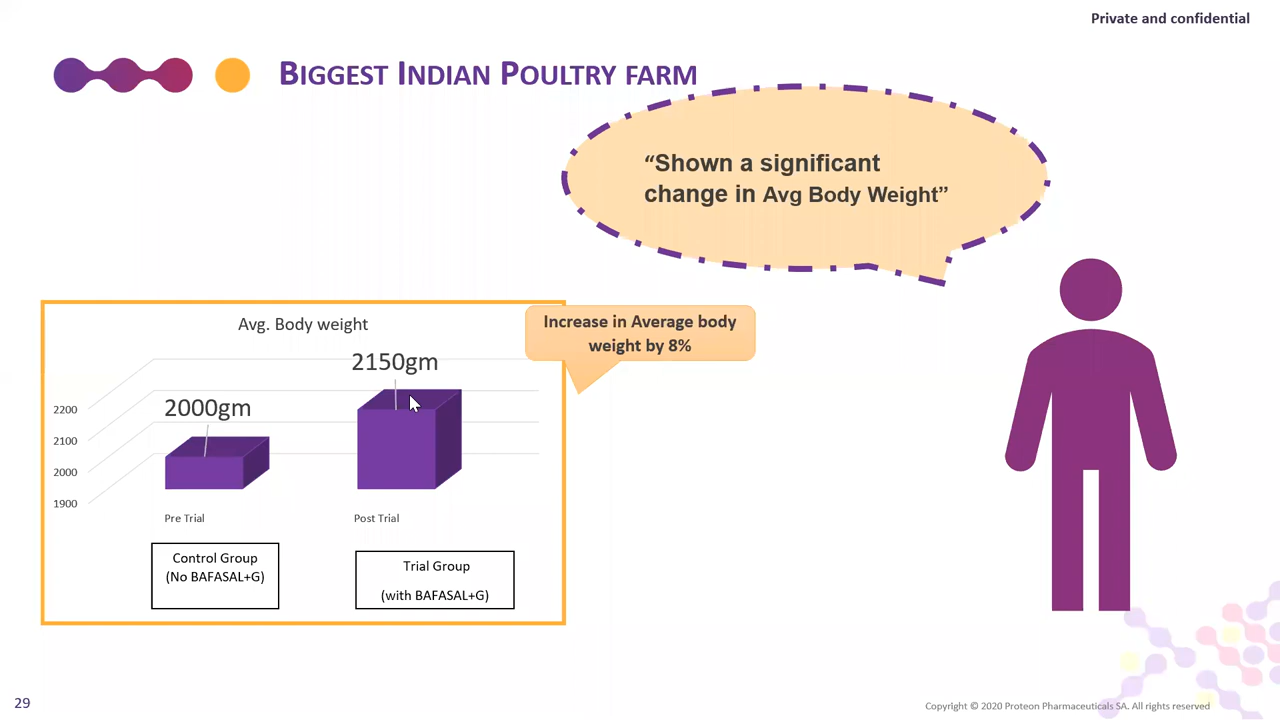 Private and confidential
BIGGEST INDIAN POULTRY FARM
“Shown a significant
change in Avg Body Weight”
Increase in Average body
weight by 8%
Avg. Body weight
2150gm
2000gm
2200
2100
2000
1900
Pre Trial
Post Trial
Control Group
(No BAFASAL+G)
Trial Group
(with BAFASAL+G)
29
Copyright © 2020 Proteon Pharmaceuticals SA. All rights reserved